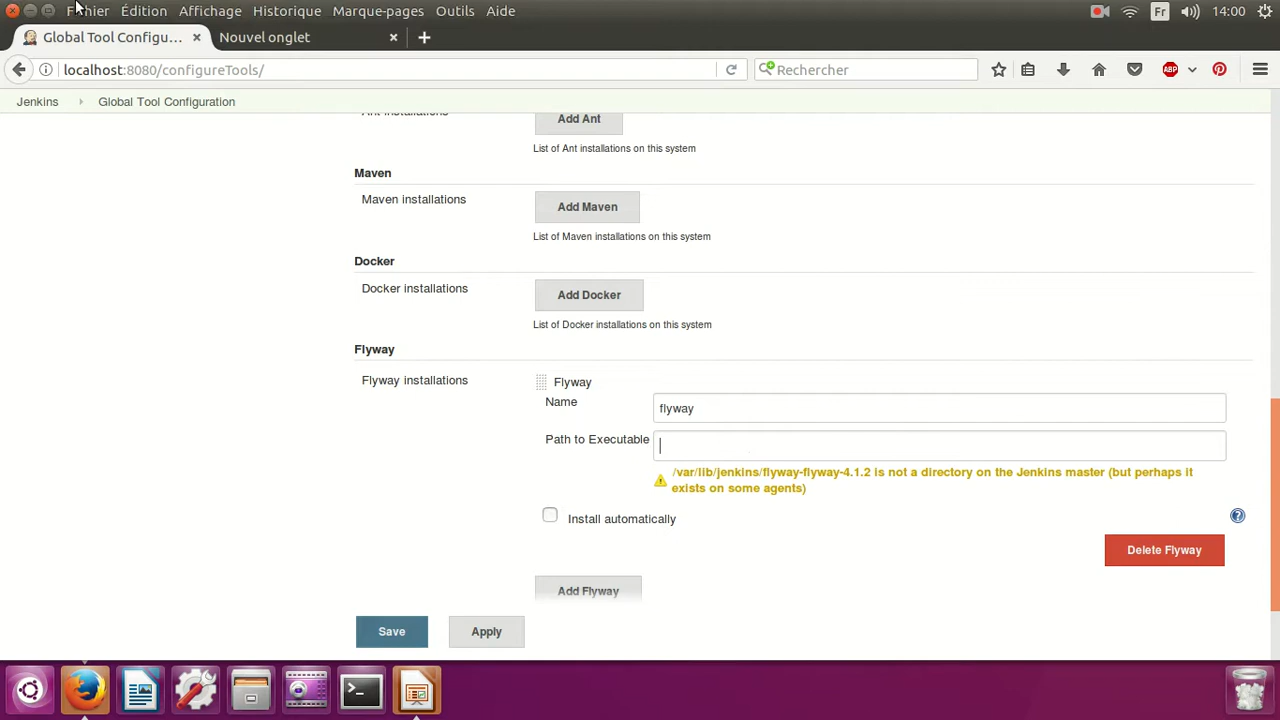 Fichier Édition Affichage Historique Marque-pages Outils Aide Fr 14:00
Global Tool Configu... Nouvel onglet
localhost:8080/configureTools/ Rechercher ABP
Jenkins Global Tool Configuration
Ant installations Add Ant
List of Ant installations on this system
Maven
Maven installations Add Maven
List of Maven installations on this system
Docker
Docker installations Add Docker
List of Docker installations on this system
Flyway
Flyway installations Flyway
Name flyway
Path to Executable
/var/lib/jenkins/flyway-flyway-4.1.2 is not a directory on the Jenkins master (but perhaps it
exists on some agents)
Install automatically
Delete Flyway
Add Flyway
Save Apply